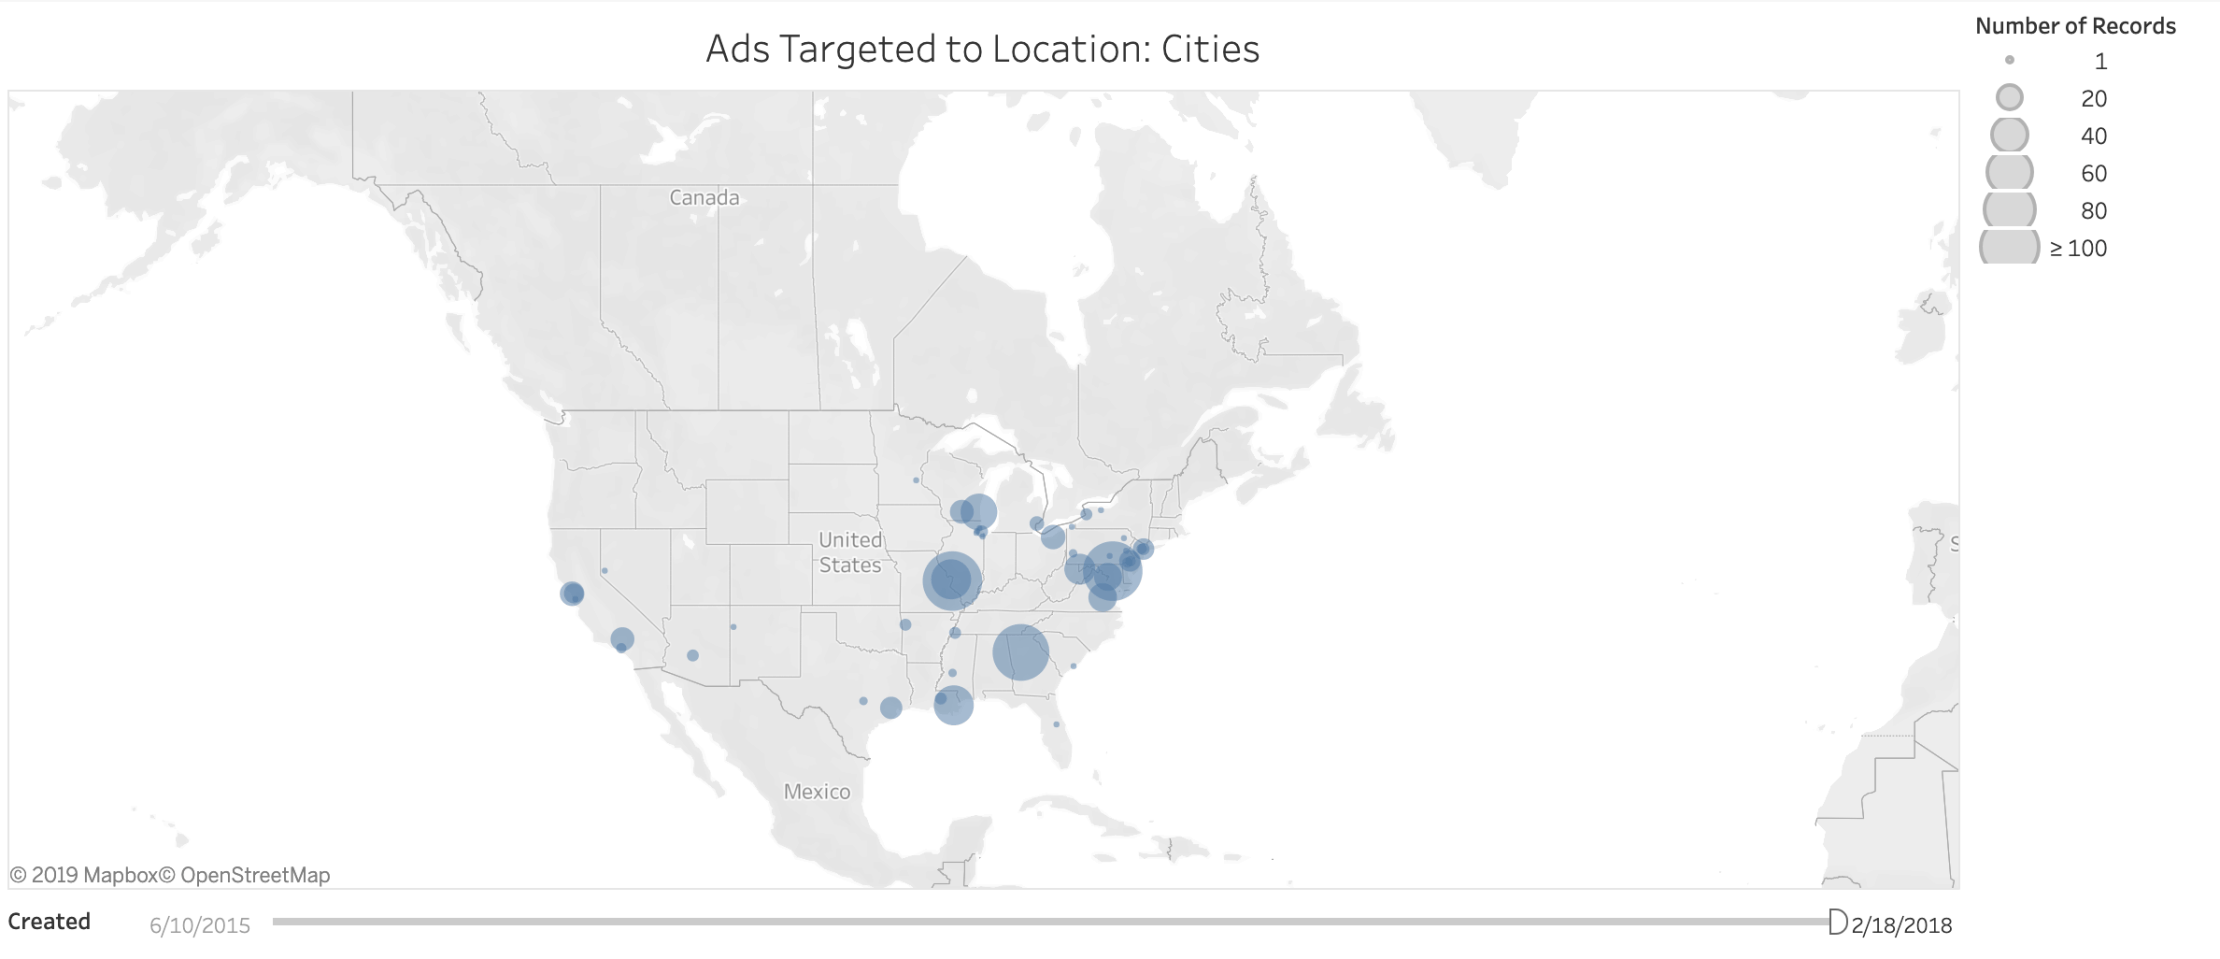 Ads Targeted to Location: Cities
Number of Records
1
20
40
60
80
≥ 100
Canada
United
States
S
Mexico
© 2019 Mapbox© OpenStreetMap
Created
6/10/2015
2/18/2018